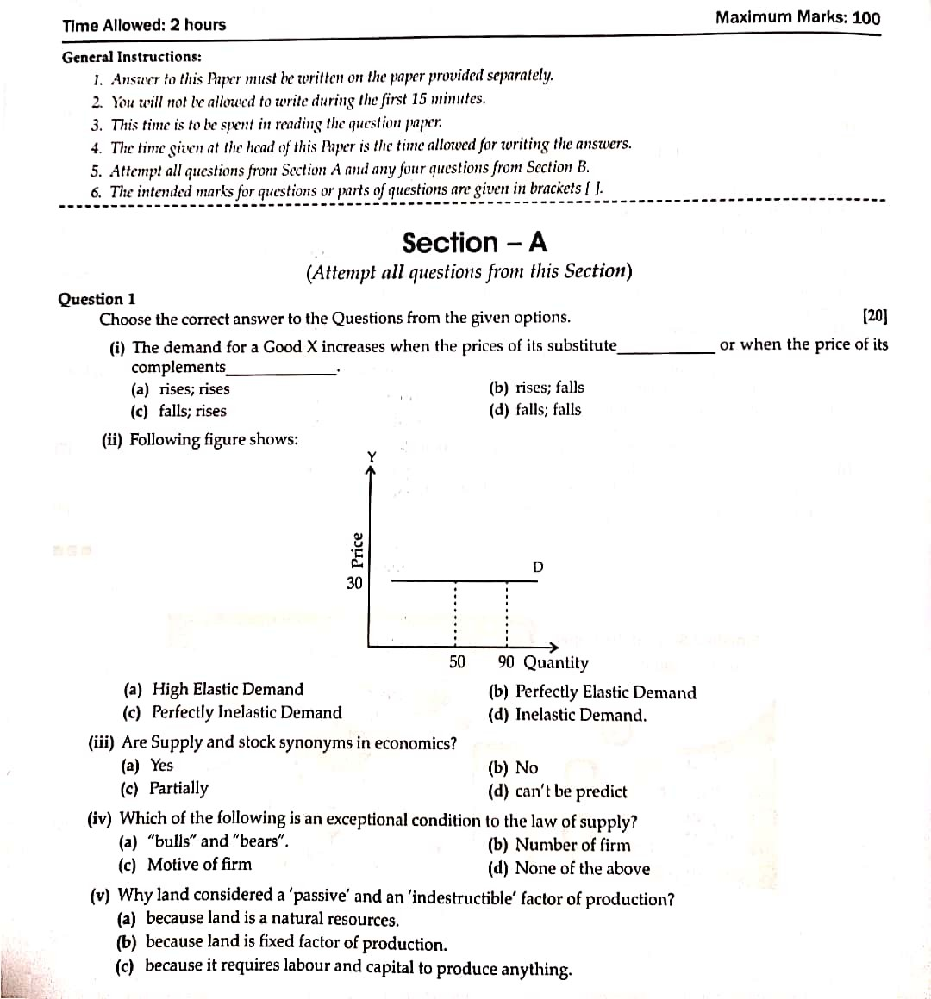 Time Allowed: 2 hours
Maximum Marks: 100
General Instructions:
1. Answer to this Paper must be written on the paper provided separately.
2. You will not be allowed to write during the first 15 minutes.
3. This time is to be spent in reading the question paper.
4. The time given at the head of this Paper is the time allowed for writing the answers.
5. Attempt all questions from Section A and any four questions from Section B.
6. The intended marks for questions or parts of questions are given in brackets [ ].
Section – A
(Attempt all questions from this Section)
Question 1
Choose the correct answer to the Questions from the given options. [20]
(i) The demand for a Good X increases when the prices of its substitute____________ or when the price of its
complements______________.
(a) rises; rises (b) rises; falls
(c) falls; rises (d) falls; falls
(ii) Following figure shows:
Y
Price
D
30
50 90 Quantity
(a) High Elastic Demand (b) Perfectly Elastic Demand
(c) Perfectly Inelastic Demand (d) Inelastic Demand.
(iii) Are Supply and stock synonyms in economics?
(a) Yes (b) No
(c) Partially (d) can't be predict
(iv) Which of the following is an exceptional condition to the law of supply?
(a) "bulls" and "bears". (b) Number of firm
(c) Motive of firm (d) None of the above
(v) Why land considered a 'passive' and an 'indestructible' factor of production?
(a) because land is a natural resources.
(b) because land is fixed factor of production.
(c) because it requires labour and capital to produce anything.